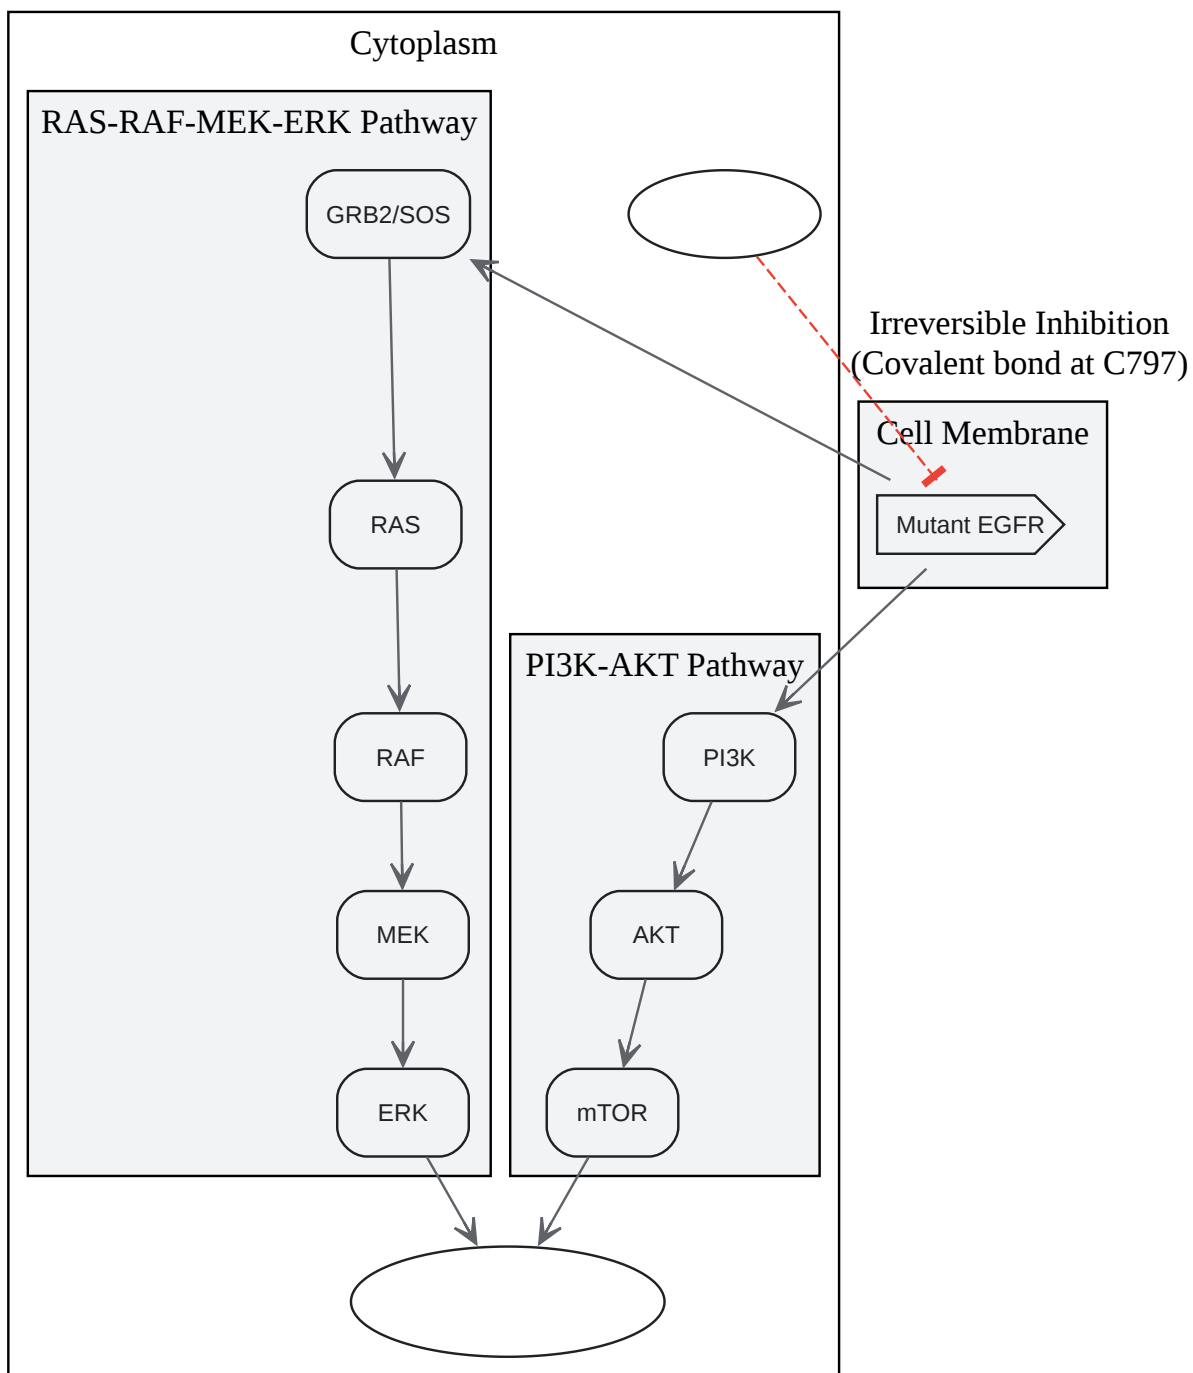 Cytoplasm
RAS-RAF-MEK-ERK Pathway
GRB2/SOS
Irreversible Inhibition
(Covalent bond at C797)
Cell Membrane
Mutant EGFR
RAS
PI3K-AKT Pathway
RAF
PI3K
MEK
AKT
ERK
mTOR